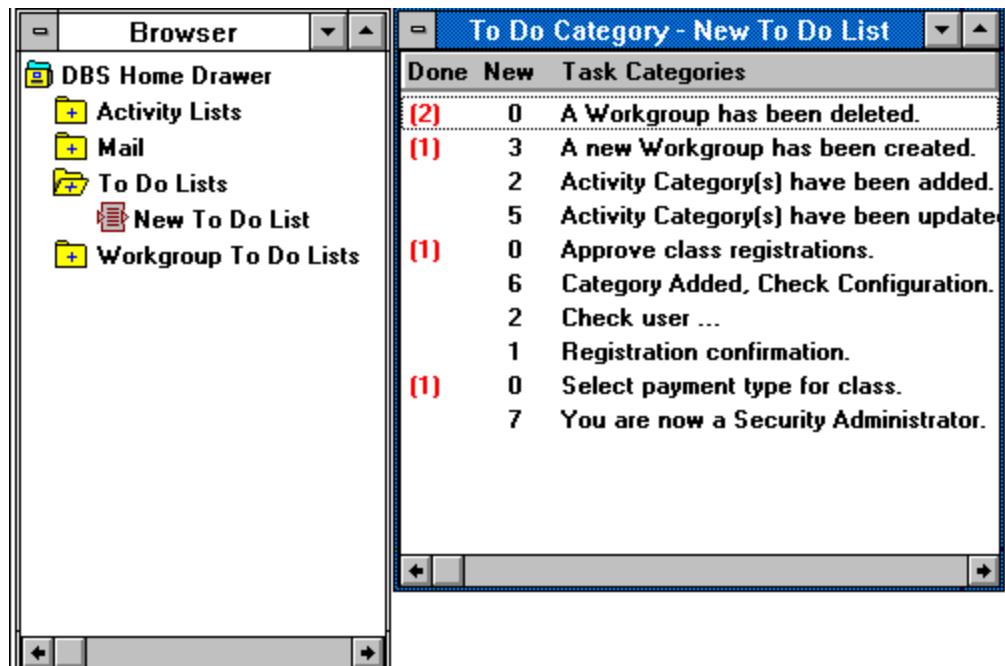 Browser
DBS Home Drawer
Activity Lists
Mail
To Do Lists
New To Do List
Workgroup To Do Lists
To Do Category - New To Do List
Done New Task Categories
(2) 0 A Workgroup has been deleted.
(1) 3 A new Workgroup has been created.
2 Activity Category(s) have been added.
5 Activity Category(s) have been update
(1) 0 Approve class registrations.
6 Category Added, Check Configuration.
2 Check user ...
1 Registration confirmation.
(1) 0 Select payment type for class.
7 You are now a Security Administrator.